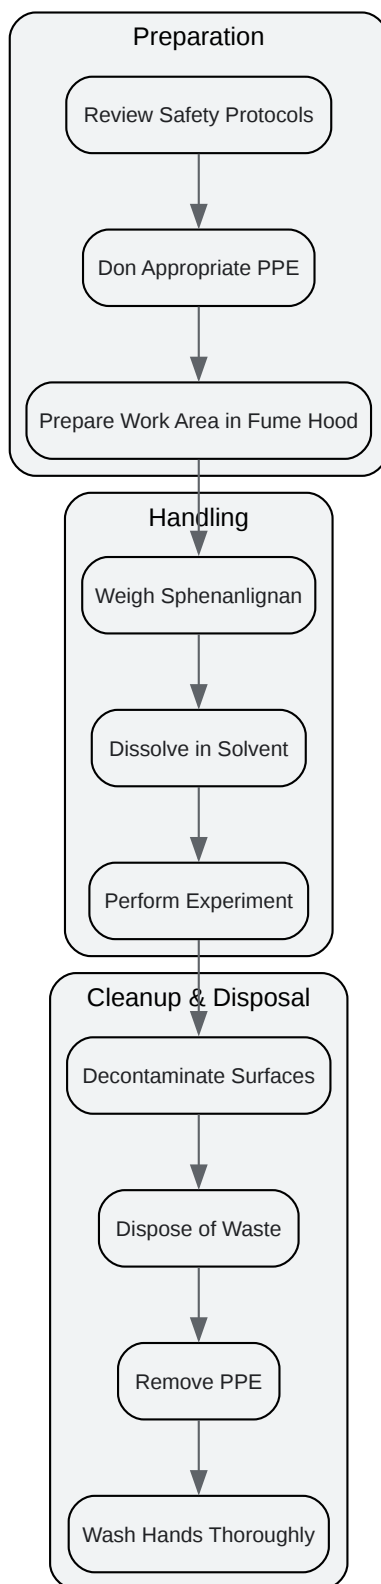 Preparation
Review Safety Protocols
Don Appropriate PPE
Prepare Work Area in Fume Hood
Handling
Weigh Sphenanlignan
Dissolve in Solvent
Perform Experiment
Cleanup & Disposal
Decontaminate Surfaces
Dispose of Waste
Remove PPE
Wash Hands Thoroughly